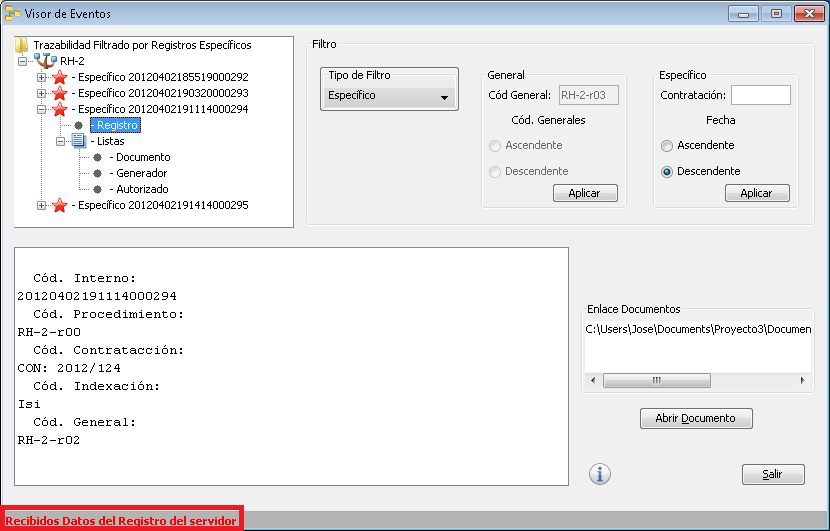 Visor de Eventos
Trazabilidad Filtrado por Registros Específicos
RH-2
- Específico 20120402185519000292
- Específico 20120402190320000293
- Específico 20120402191114000294
- Registro
- Listas
- Documento
- Generador
- Autorizado
- Específico 20120402191414000295
Filtro
Tipo de Filtro
Específico
General
Cód General: RH-2-r03
Cód. Generales
Ascendente
Descendente
Aplicar
Específico
Contratación:
Fecha
Ascendente
Descendente
Aplicar
Cód. Interno:
20120402191114000294
Cód. Procedimiento:
RH-2-r00
Cód. Contratacción:
CON: 2012/124
Cód. Indexación:
Isi
Cód. General:
RH-2-r02
Enlace Documentos
C:\Users\Jose\Documents\Proyecto3\Documen
Abrir Documento
Salir
Recibidos Datos del Registro del servidor